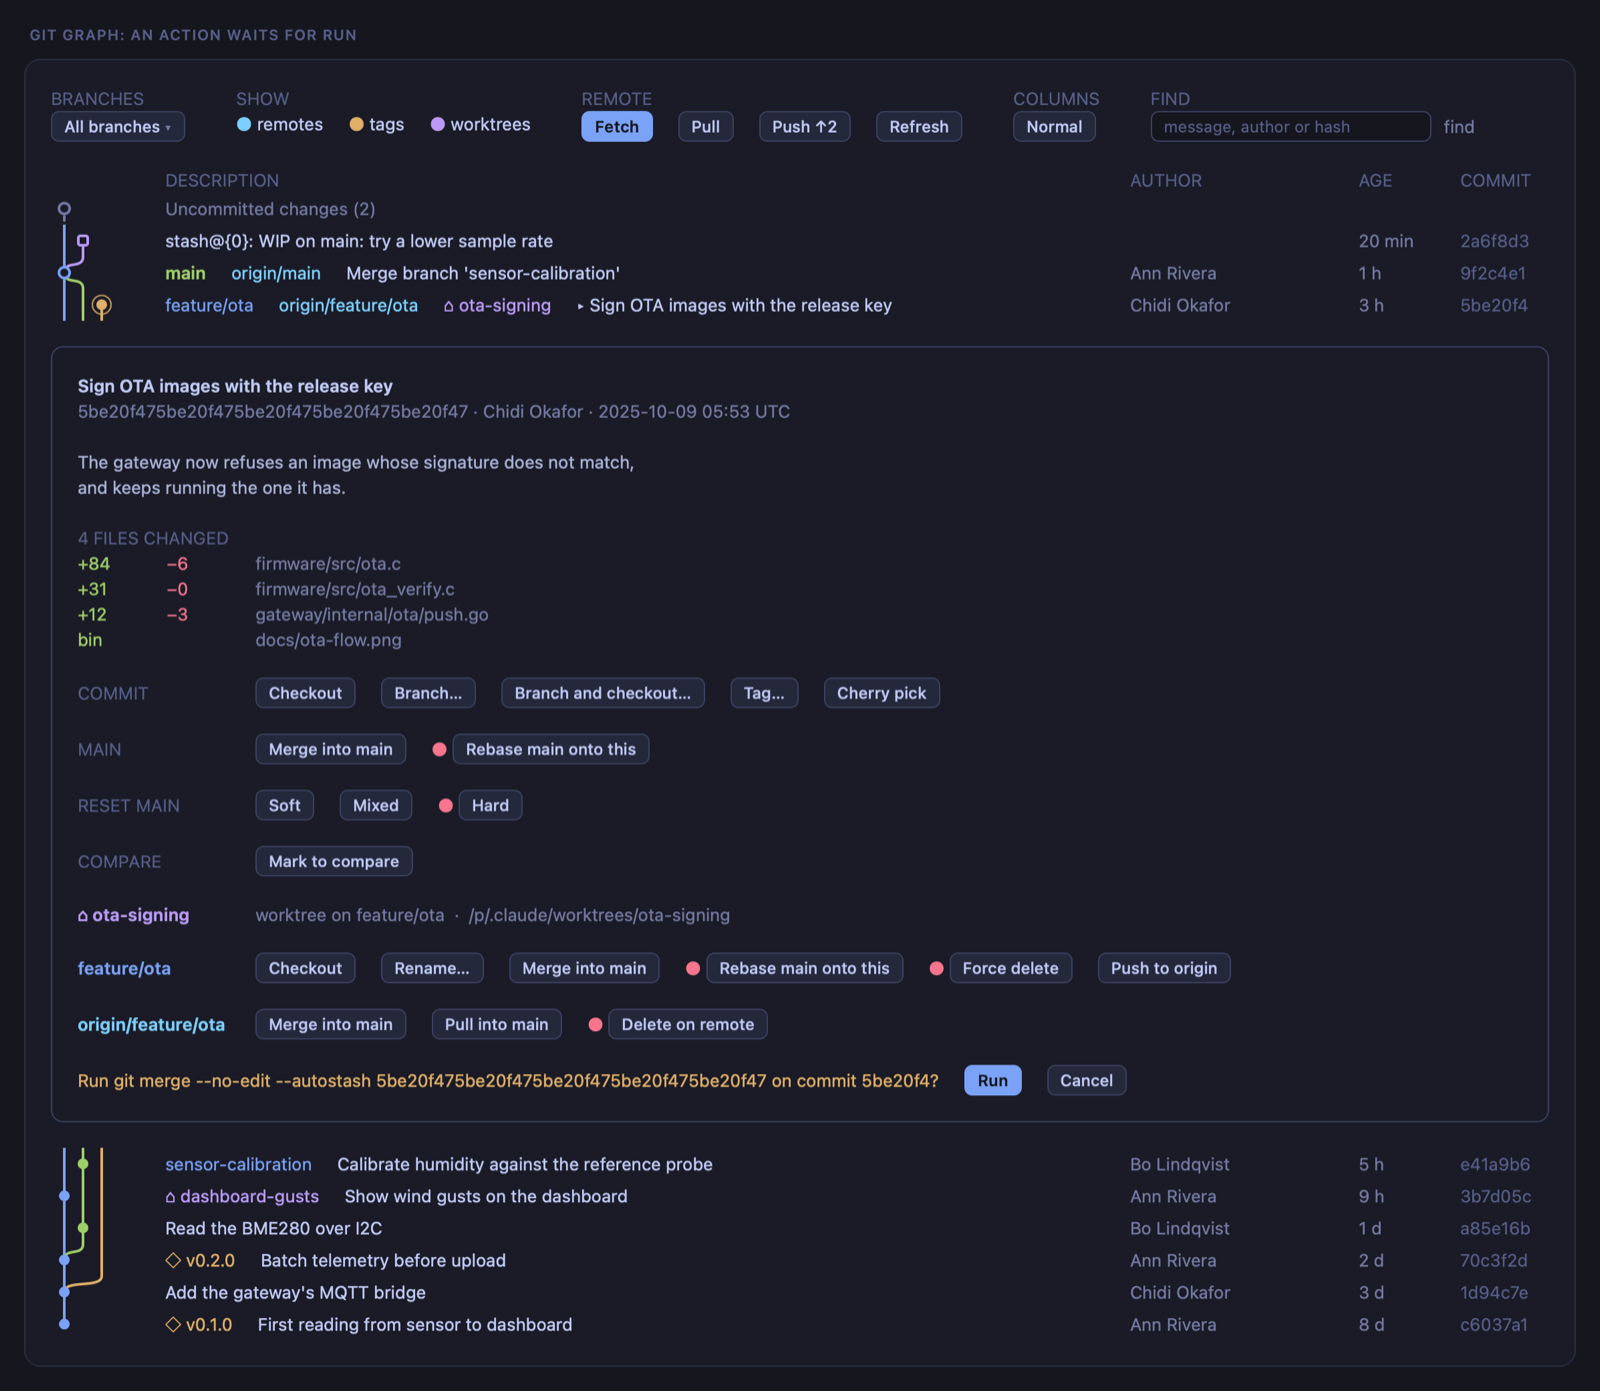 GIT GRAPH: AN ACTION WAITS FOR RUN
BRANCHES SHOW REMOTE COLUMNS FIND
All branches ▾ remotes tags worktrees Fetch Pull Push ↑2 Refresh Normal message, author or hash find
DESCRIPTION AUTHOR AGE COMMIT
Uncommitted changes (2)
stash@{0}: WIP on main: try a lower sample rate 20 min 2a6f8d3
main origin/main Merge branch 'sensor-calibration' Ann Rivera 1 h 9f2c4e1
feature/ota origin/feature/ota ⌂ ota-signing ▸ Sign OTA images with the release key Chidi Okafor 3 h 5be20f4
Sign OTA images with the release key
5be20f475be20f475be20f475be20f475be20f47 · Chidi Okafor · 2025-10-09 05:53 UTC
The gateway now refuses an image whose signature does not match,
and keeps running the one it has.
4 FILES CHANGED
+84 −6 firmware/src/ota.c
+31 −0 firmware/src/ota_verify.c
+12 −3 gateway/internal/ota/push.go
bin docs/ota-flow.png
COMMIT Checkout Branch... Branch and checkout... Tag... Cherry pick
MAIN Merge into main Rebase main onto this
RESET MAIN Soft Mixed Hard
COMPARE Mark to compare
⌂ ota-signing worktree on feature/ota · /p/.claude/worktrees/ota-signing
feature/ota Checkout Rename... Merge into main Rebase main onto this Force delete Push to origin
origin/feature/ota Merge into main Pull into main Delete on remote
Run git merge --no-edit --autostash 5be20f475be20f475be20f475be20f475be20f47 on commit 5be20f4? Run Cancel
sensor-calibration Calibrate humidity against the reference probe Bo Lindqvist 5 h e41a9b6
⌂ dashboard-gusts Show wind gusts on the dashboard Ann Rivera 9 h 3b7d05c
Read the BME280 over I2C Bo Lindqvist 1 d a85e16b
◇ v0.2.0 Batch telemetry before upload Ann Rivera 2 d 70c3f2d
Add the gateway's MQTT bridge Chidi Okafor 3 d 1d94c7e
◇ v0.1.0 First reading from sensor to dashboard Ann Rivera 8 d c6037a1